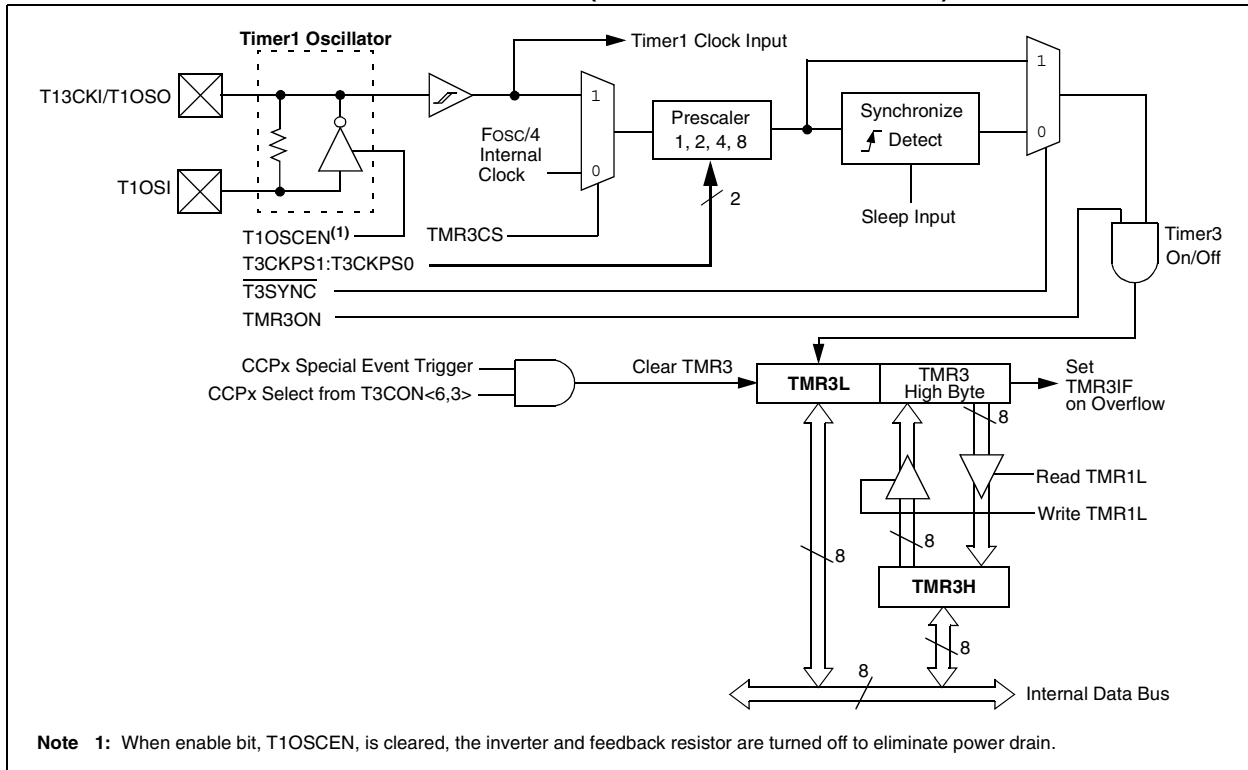 Timer1 Oscillator
Timer1 Clock Input
T13CKI/T1OSO
1
1
Prescaler
1, 2, 4, 8
Synchronize
Detect
FOSC/4
Internal
Clock
0
0
T1OSI
2
Sleep Input
T1OSCEN(1)
TMR3CS
Timer3
On/Off
T3CKPS1:T3CKPS0
T3SYNC
TMR3ON
CCPx Special Event Trigger
CCPx Select from T3CON<6,3>
Clear TMR3
TMR3L
TMR3
High Byte
Set
TMR3IF
on Overflow
8
Read TMR1L
Write TMR1L
8
8
TMR3H
8
8
Internal Data Bus
Note 1: When enable bit, T1OSCEN, is cleared, the inverter and feedback resistor are turned off to eliminate power drain.